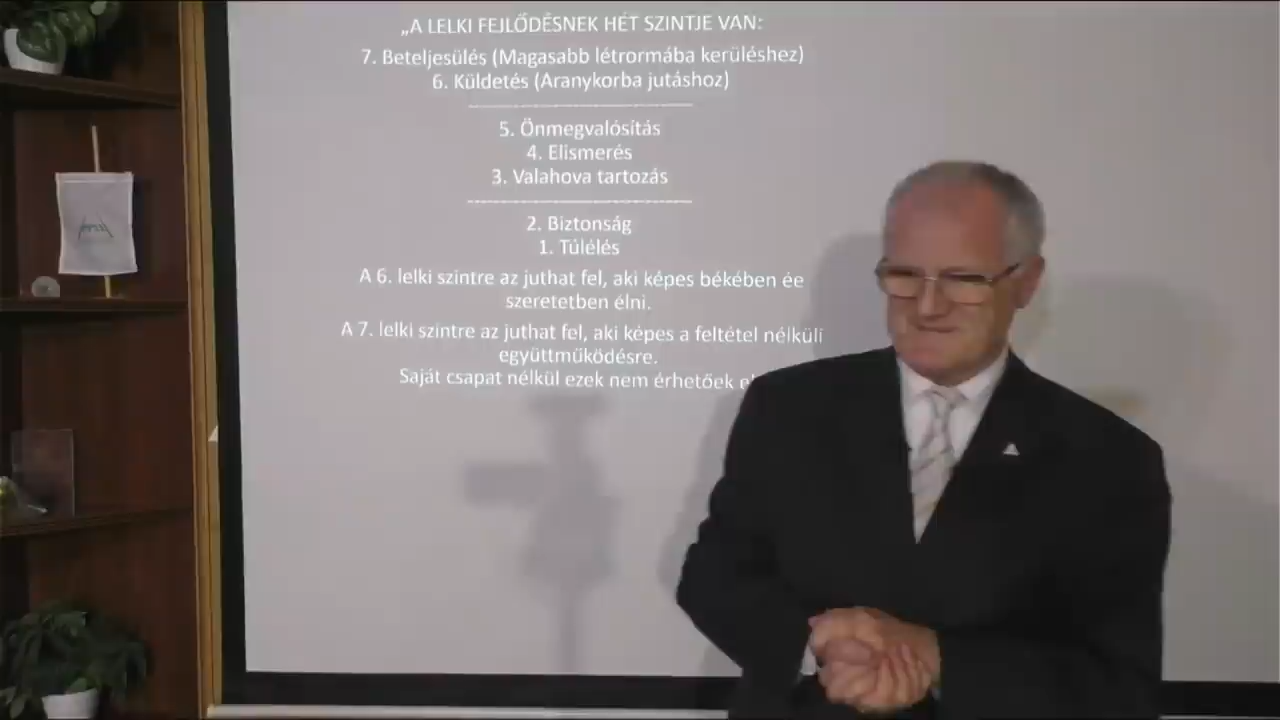 „A LELKI FEJLŐDÉSNEK HÉT SZINTJE VAN:
7. Beteljesülés (Magasabb létrormába kerüléshez)
6. Küldetés (Aranykorba jutáshoz)
5. Önmegvalósítás
4. Elismerés
3. Valahova tartozás
2. Biztonság
1. Túlélés
A 6. lelki szintre az juthat fel, aki képes békében ée
szeretetben élni.
A 7. lelki szintre az juthat fel, aki képes a feltétel nélküli
együttműködésre.
Saját csapat nélkül ezek nem érhetőek